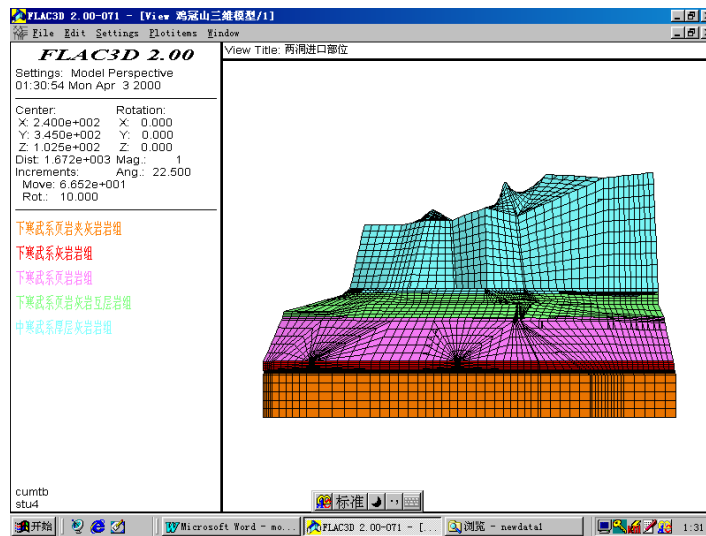 FLAC3D 2.00-071 - [View 鸿冠山三维模型/1]
File Edit Settings Plotitems Window
FLAC3D 2.00
View Title: 两洞进口部位
Settings: Model Perspective
01:30:54 Mon Apr 3 2000
Center: Rotation:
X: 2.400e+002 X: 0.000
Y: 3.450e+002 Y: 0.000
Z: 1.025e+002 Z: 0.000
Dist: 1.672e+003 Mag.: 1
Increments: Ang.: 22.500
Move: 6.652e+001
Rot.: 10.000
下寒武系页岩夹灰岩岩组
下寒武系灰岩岩组
下寒武系页岩岩组
下寒武系页岩灰岩互层岩组
中寒武系厚层灰岩岩组
cumtb
stu4
标准
开始 Microsoft Word - mo... FLAC3D 2.00-071 - [... 浏览 - newdata1 1:31